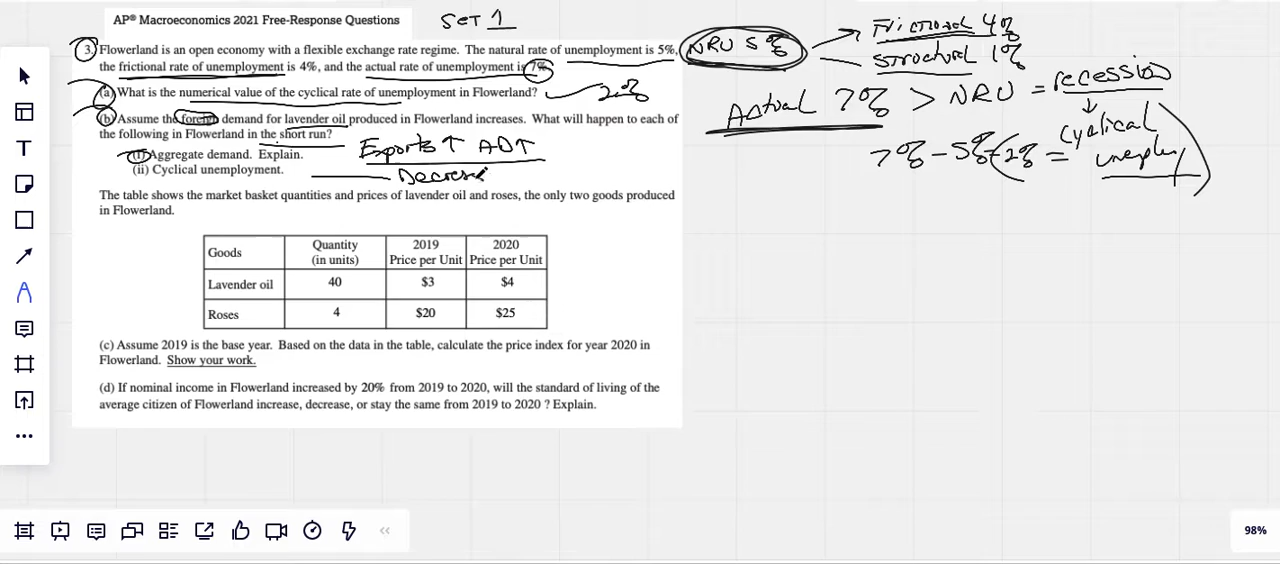 AP® Macroeconomics 2021 Free-Response Questions
SET 1
3. Flowerland is an open economy with a flexible exchange rate regime. The natural rate of unemployment is 5%,
the frictional rate of unemployment is 4%, and the actual rate of unemployment is 7%.
(a) What is the numerical value of the cyclical rate of unemployment in Flowerland?
2%
(b) Assume the foreign demand for lavender oil produced in Flowerland increases. What will happen to each of
the following in Flowerland in the short run?
(i) Aggregate demand. Explain.
Exports ↑ AD↑
(ii) Cyclical unemployment.
Decrease
The table shows the market basket quantities and prices of lavender oil and roses, the only two goods produced
in Flowerland.
Goods Quantity (in units) 2019 Price per Unit 2020 Price per Unit
Lavender oil 40 $3 $4
Roses 4 $20 $25
(c) Assume 2019 is the base year. Based on the data in the table, calculate the price index for year 2020 in
Flowerland. Show your work.
(d) If nominal income in Flowerland increased by 20% from 2019 to 2020, will the standard of living of the
average citizen of Flowerland increase, decrease, or stay the same from 2019 to 2020 ? Explain.
NRU 5%
Frictional 4%
structural 1%
Actual 7% > NRU = recession
↓
cyclical
7% - 5% = 2% =
98%